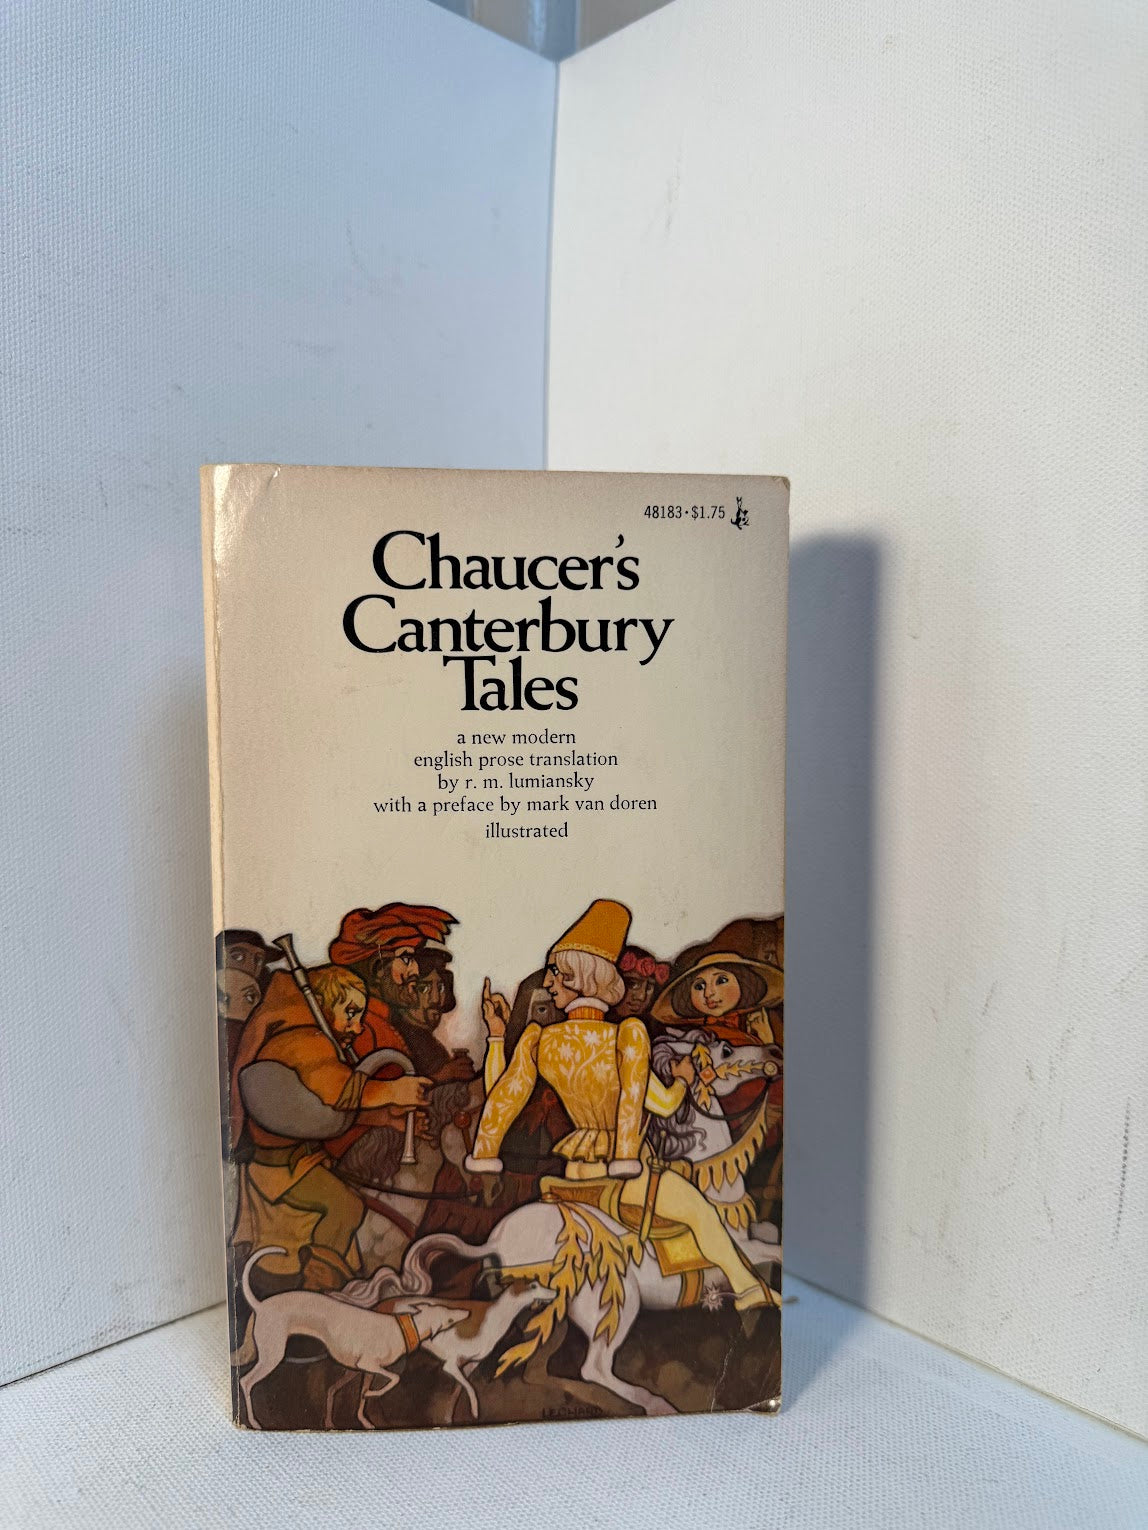 48183·$1.75
Chaucer's
Canterbury
Tales
a new modern
english prose translation
by r. m. lumiansky
with a preface by mark van doren
illustrated